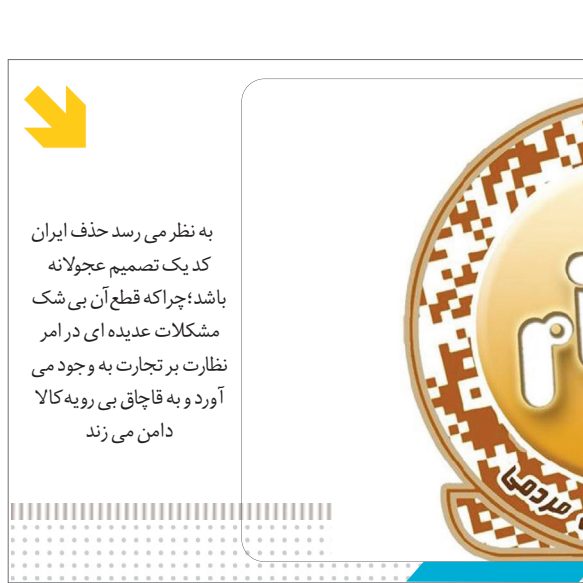 به نظر می رسد حذف ایران
کد یک تصمیم عجولانه
باشد؛چراکه قطع آن بی شک
مشکلات عدیده ای در امر
نظارت بر تجارت به وجود می
آورد و به قاچاق بی رویه کالا
دامن می زند
مردمی